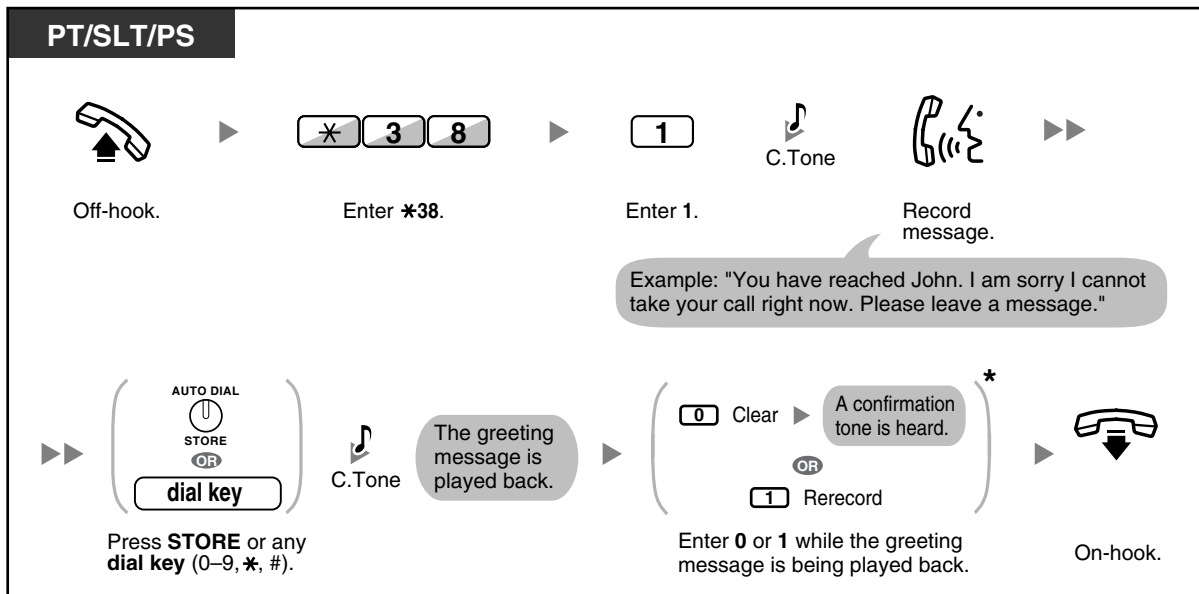 PT/SLT/PS
✳ 3 8
1
C.Tone
Off-hook.
Enter ✳38.
Enter 1.
Record
message.
Example: "You have reached John. I am sorry I cannot
take your call right now. Please leave a message."
AUTO DIAL
STORE
OR
dial key
Press STORE or any
dial key (0–9, ✳, #).
C.Tone
The greeting
message is
played back.
0 Clear
A confirmation
tone is heard.
OR
1 Rerecord
*
Enter 0 or 1 while the greeting
message is being played back.
On-hook.